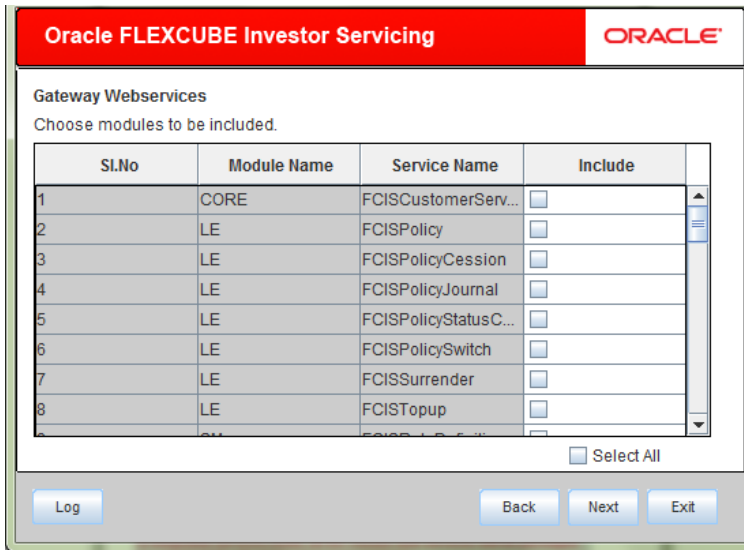 Oracle FLEXCUBE Investor Servicing ORACLE
Gateway Webservices
Choose modules to be included.
Sl.No Module Name Service Name Include
1 CORE FCISCustomerServ...
2 LE FCISPolicy
3 LE FCISPolicyCession
4 LE FCISPolicyJournal
5 LE FCISPolicyStatusC...
6 LE FCISPolicySwitch
7 LE FCISSurrender
8 LE FCISTopup
Select All
Log Back Next Exit